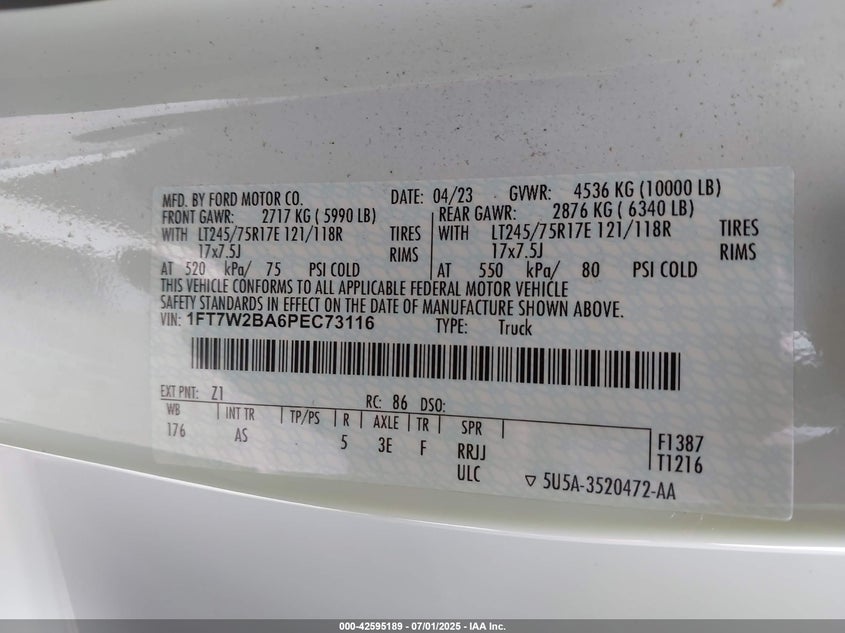 MFD. BY FORD MOTOR CO. DATE: 04/23 GVWR: 4536 KG (10000 LB)
FRONT GAWR: 2717 KG ( 5990 LB) REAR GAWR: 2876 KG ( 6340 LB)
WITH LT245/75R17E 121/118R TIRES WITH LT245/75R17E 121/118R TIRES
17x7.5J RIMS 17x7.5J RIMS
AT 520 kPa/ 75 PSI COLD AT 550 kPa/ 80 PSI COLD
THIS VEHICLE CONFORMS TO ALL APPLICABLE FEDERAL MOTOR VEHICLE
SAFETY STANDARDS IN EFFECT ON THE DATE OF MANUFACTURE SHOWN ABOVE.
VIN: 1FT7W2BA6PEC73116 TYPE: Truck
EXT PNT: Z1 RC: 86 DSO:
WB INT TR TP/PS R AXLE TR SPR F1387
176 AS 5 3E F RRJJ T1216
ULC ▽ 5U5A-3520472-AA
000-42595189 - 07/01/2025 - IAA Inc.